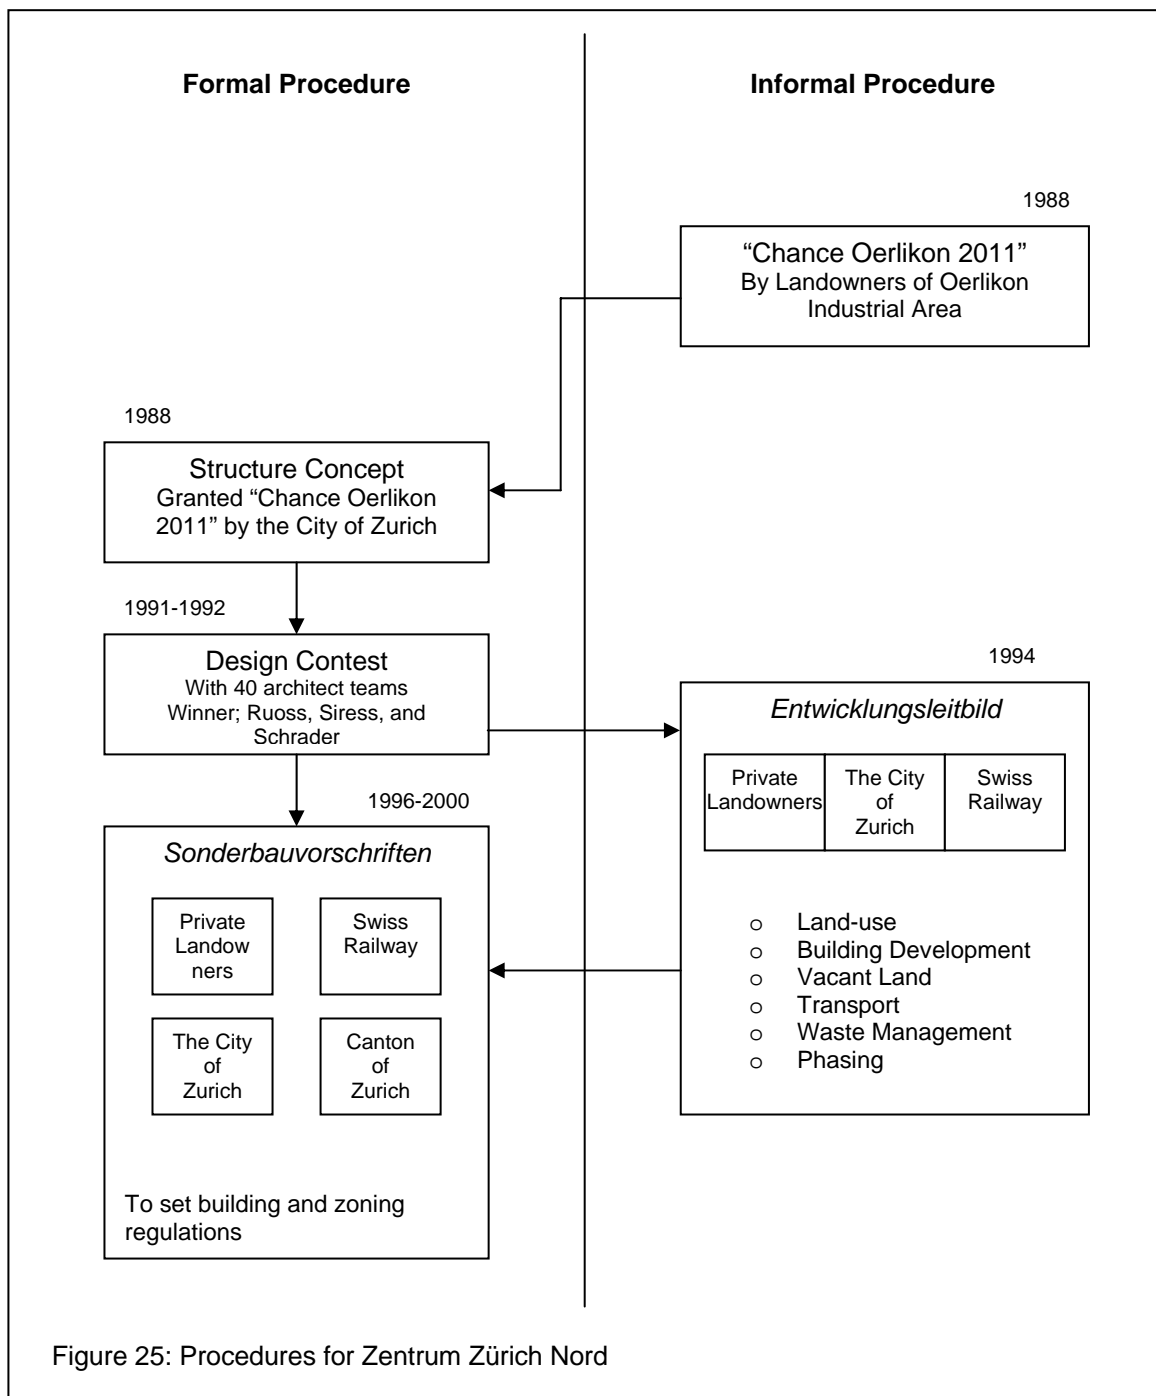 Formal Procedure
Informal Procedure
1988
“Chance Oerlikon 2011”
By Landowners of Oerlikon
Industrial Area
1988
Structure Concept
Granted “Chance Oerlikon
2011” by the City of Zurich
1991-1992
Design Contest
With 40 architect teams
Winner; Ruoss, Siress, and
Schrader
1994
Entwicklungsleitbild
Private
Landowners
The City
of
Zurich
Swiss
Railway
o Land-use
o Building Development
o Vacant Land
o Transport
o Waste Management
o Phasing
1996-2000
Sonderbauvorschriften
Private
Landow
ners
Swiss
Railway
The City
of
Zurich
Canton
of
Zurich
To set building and zoning
regulations
Figure 25: Procedures for Zentrum Zürich Nord